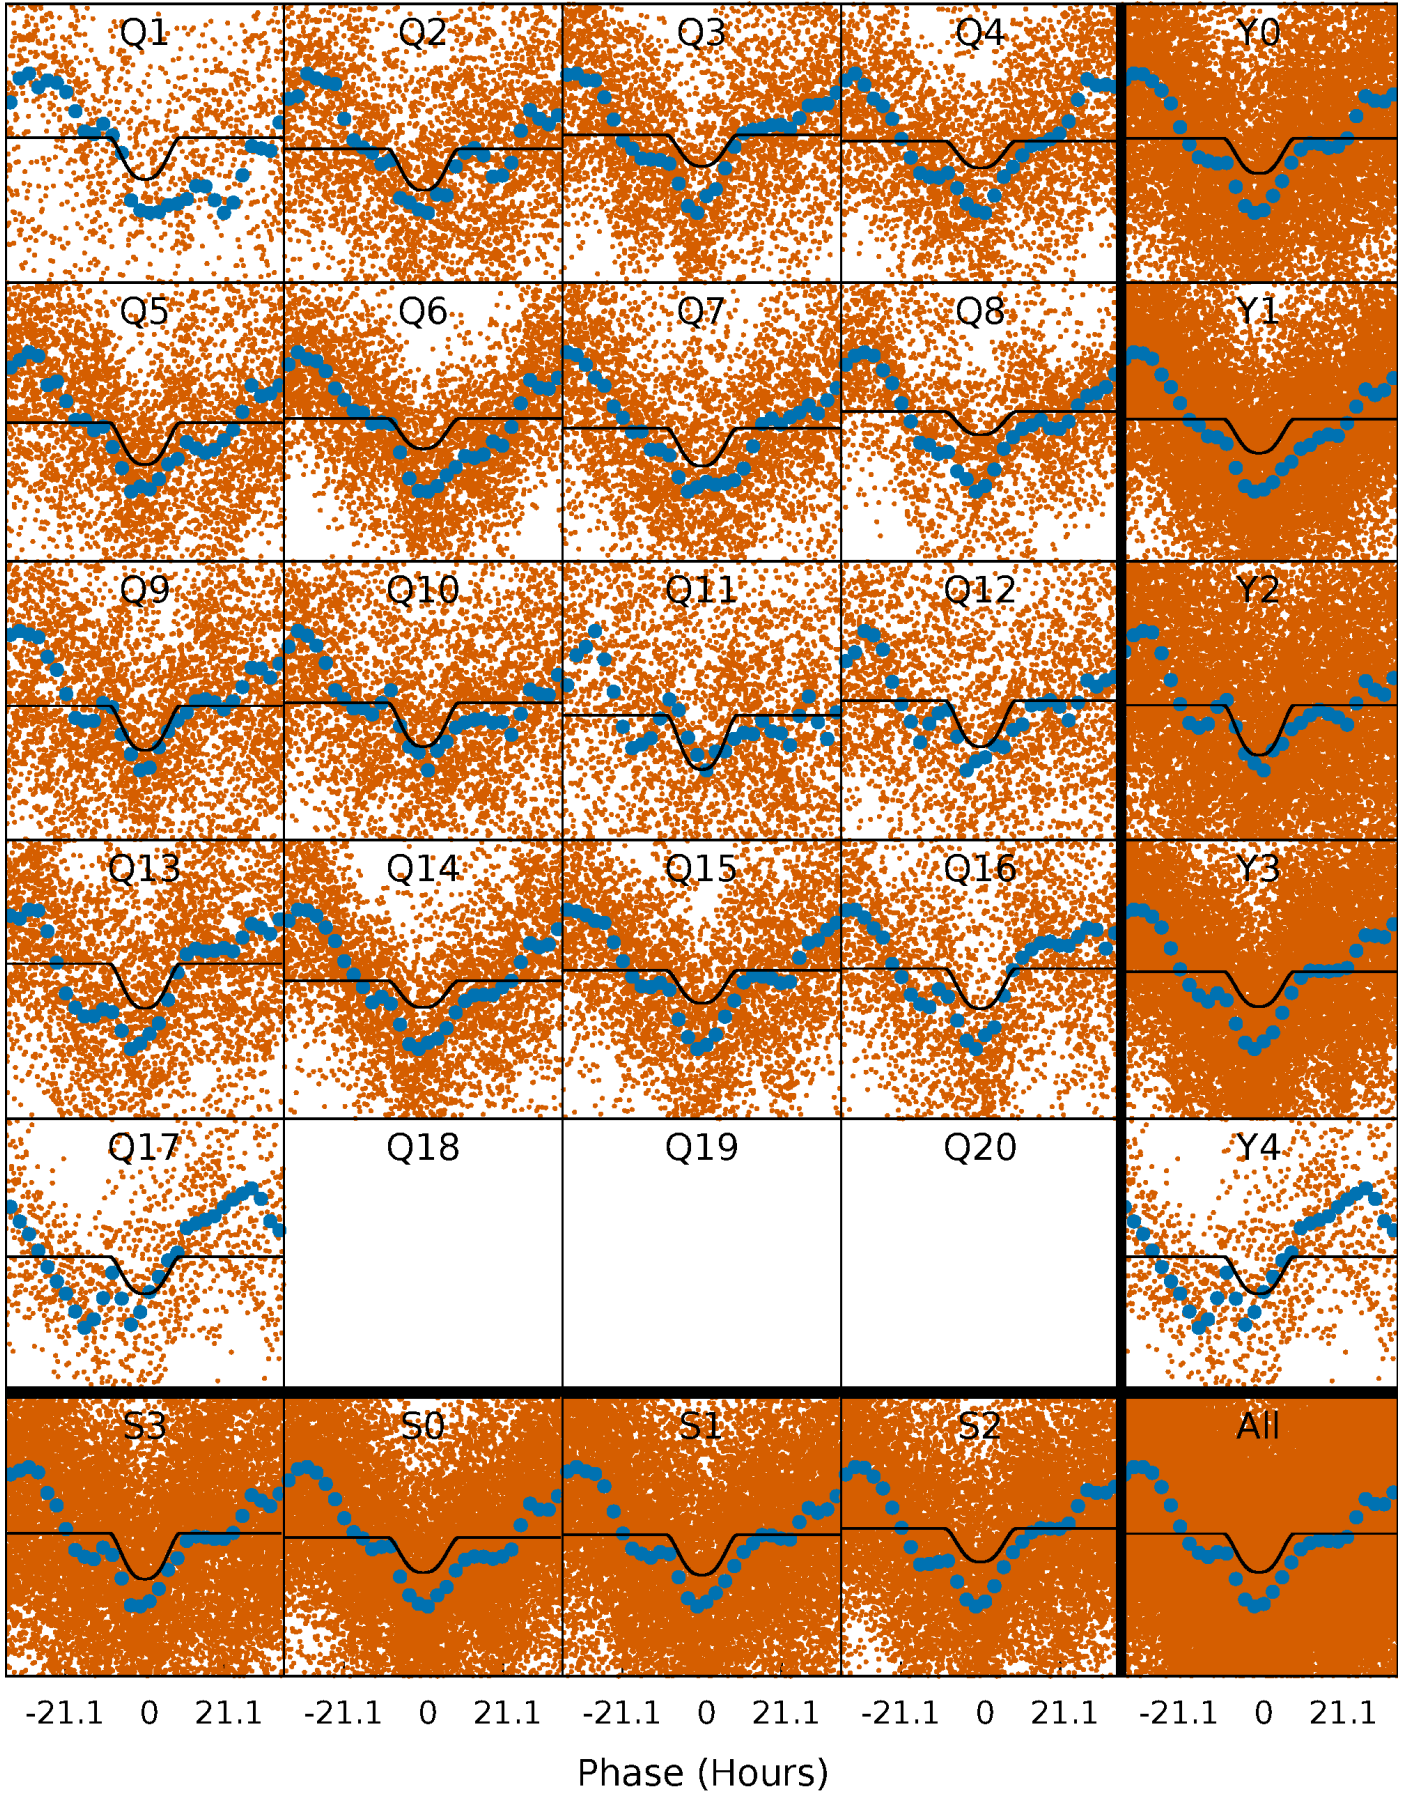 Q1 Q2 Q3 Q4 Y0
Q5 Q6 Q7 Q8 Y1
Q9 Q10 Q11 Q12 Y2
Q13 Q14 Q15 Q16 Y3
Q17 Q18 Q19 Q20 Y4
S3 S0 S1 S2 All
-21.1 0 21.1 -21.1 0 21.1 -21.1 0 21.1 -21.1 0 21.1 -21.1 0 21.1
Phase (Hours)